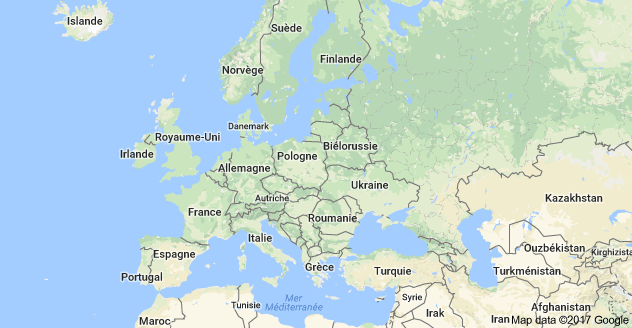 Islande
Suède
Finlande
Norvège
Danemark
Royaume-Uni
Irlande
Biélorussie
Pologne
Allemagne
Ukraine
Autriche
Kazakhstan
France
Roumanie
Italie
Ouzbékistan
Kirghizista
Espagne
Grèce
Turquie
Turkménistan
Portugal
Mer
Méditerranée
Tunisie
Syrie
Irak
Iran
Afghanistan
Maroc
Map data ©2017 Google